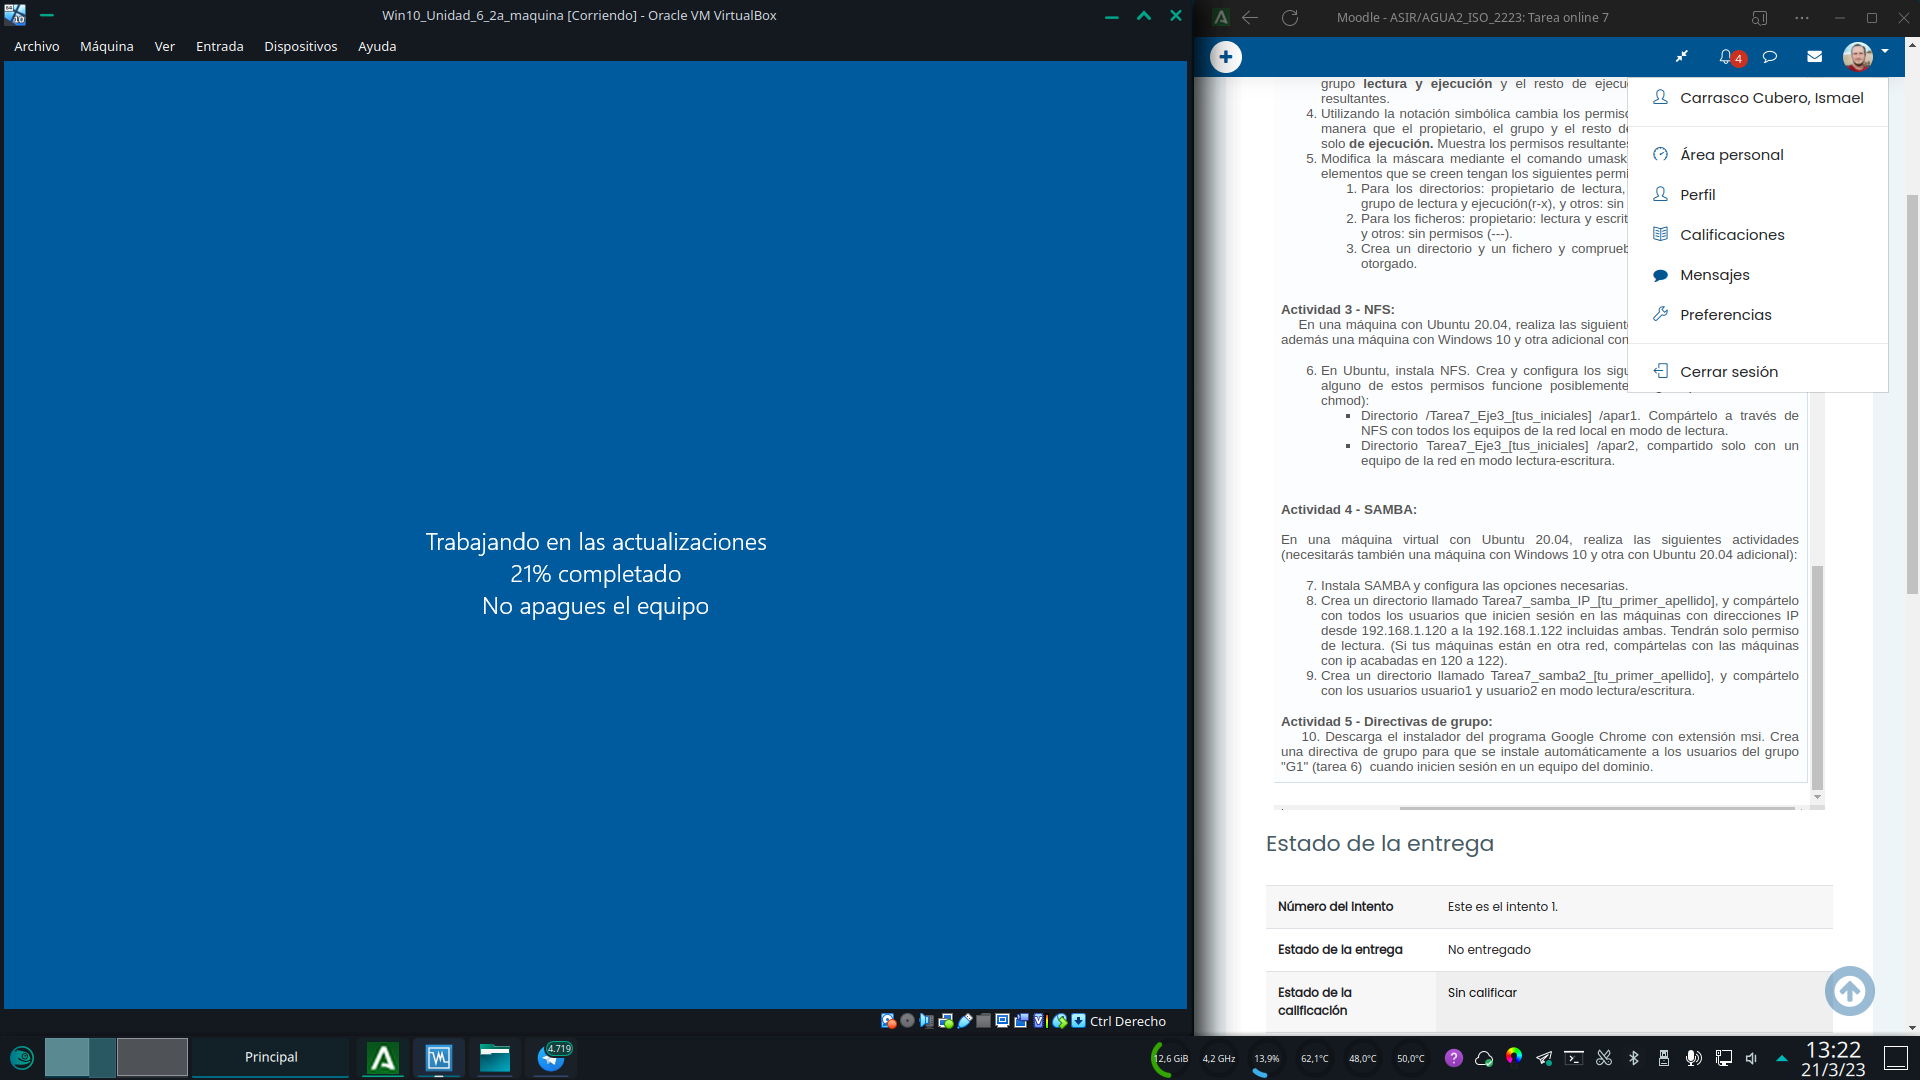 Win10_Unidad_6_2a_maquina [Corriendo] - Oracle VM VirtualBox
Archivo Máquina Ver Entrada Dispositivos Ayuda
Trabajando en las actualizaciones
21% completado
No apagues el equipo
Ctrl Derecho
Moodle - ASIR/AGUA2_ISO_2223: Tarea online 7
4
Carrasco Cubero, Ismael
Área personal
Perfil
Calificaciones
Mensajes
Preferencias
Cerrar sesión
grupo lectura y ejecución y el resto de ejecu
resultantes.
4. Utilizando la notación simbólica cambia los permiso
manera que el propietario, el grupo y el resto de
solo de ejecución. Muestra los permisos resultantes
5. Modifica la máscara mediante el comando umask
elementos que se creen tengan los siguientes permi
1. Para los directorios: propietario de lectura,
grupo de lectura y ejecución(r-x), y otros: sin
2. Para los ficheros: propietario: lectura y escrit
y otros: sin permisos (---).
3. Crea un directorio y un fichero y comprueb
otorgado.
Actividad 3 - NFS:
En una máquina con Ubuntu 20.04, realiza las siguiente
además una máquina con Windows 10 y otra adicional con
6. En Ubuntu, instala NFS. Crea y configura los sigu
alguno de estos permisos funcione posiblemente
chmod):
Directorio /Tarea7_Eje3_[tus_iniciales] /apar1. Compártelo a través de
NFS con todos los equipos de la red local en modo de lectura.
Directorio Tarea7_Eje3_[tus_iniciales] /apar2, compartido solo con un
equipo de la red en modo lectura-escritura.
Actividad 4 - SAMBA:
En una máquina virtual con Ubuntu 20.04, realiza las siguientes actividades
(necesitarás también una máquina con Windows 10 y otra con Ubuntu 20.04 adicional):
7. Instala SAMBA y configura las opciones necesarias.
8. Crea un directorio llamado Tarea7_samba_IP_[tu_primer_apellido], y compártelo
con todos los usuarios que inicien sesión en las máquinas con direcciones IP
desde 192.168.1.120 a la 192.168.1.122 incluidas ambas. Tendrán solo permiso
de lectura. (Si tus máquinas están en otra red, compártelas con las máquinas
con ip acabadas en 120 a 122).
9. Crea un directorio llamado Tarea7_samba2_[tu_primer_apellido], y compártelo
con los usuarios usuario1 y usuario2 en modo lectura/escritura.
Actividad 5 - Directivas de grupo:
10. Descarga el instalador del programa Google Chrome con extensión msi. Crea
una directiva de grupo para que se instale automáticamente a los usuarios del grupo
"G1" (tarea 6) cuando inicien sesión en un equipo del dominio.
Estado de la entrega
Número del Intento Este es el intento 1.
Estado de la entrega No entregado
Estado de la Sin calificar
calificación
Principal
4.719
12,6 GiB 4,2 GHz 13,9% 62,1°C 48,0°C 50,0°C
13:22
21/3/23